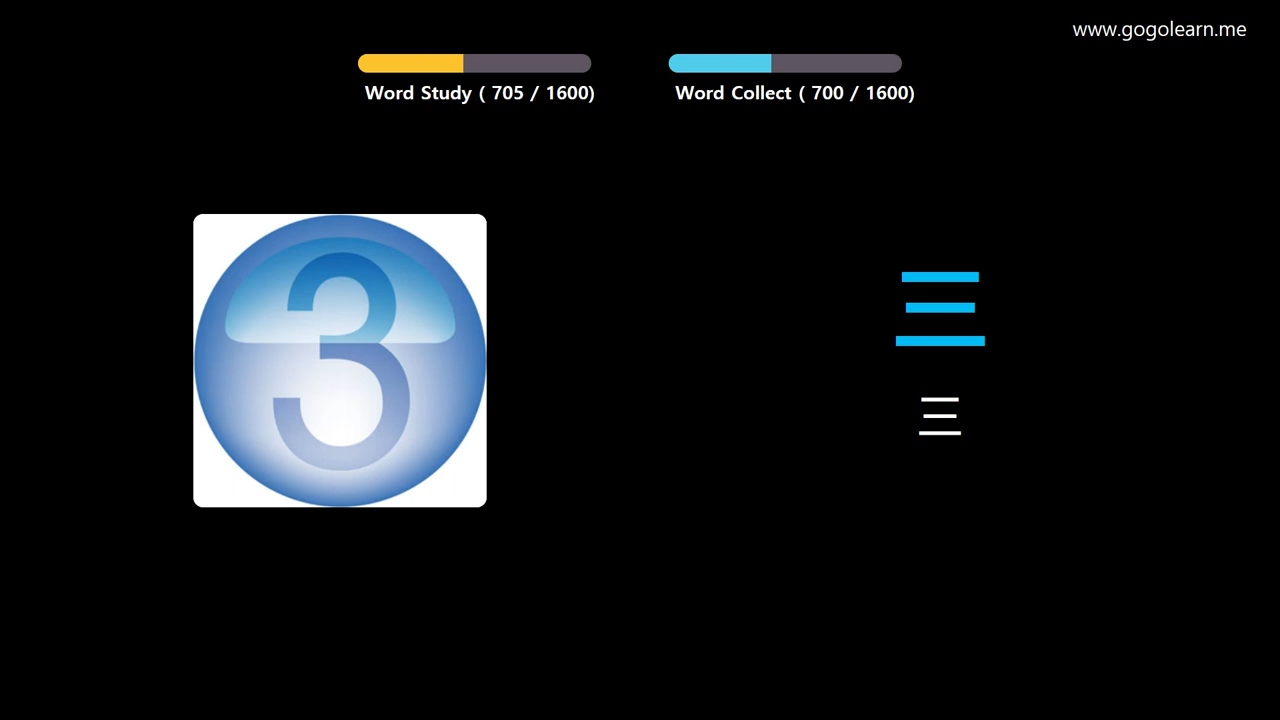 www.gogolearn.me
Word Study ( 705 / 1600)
Word Collect ( 700 / 1600)
3
三
三